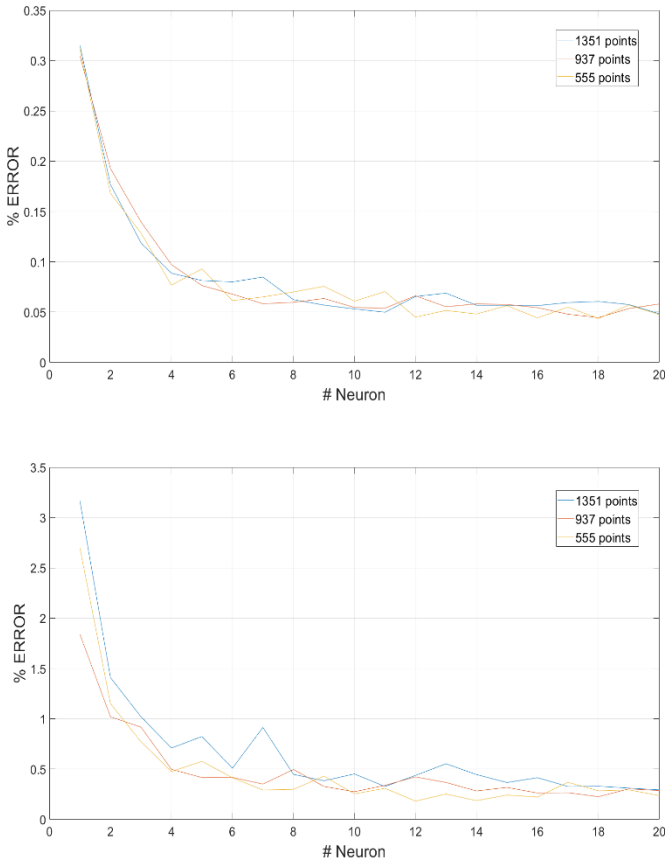 0.35
0.3
0.25
0.2
0.15
0.1
0.05
0
% ERROR
1351 points
937 points
555 points
0 2 4 6 8 10 12 14 16 18 20
# Neuron
3.5
3
2.5
2
1.5
1
0.5
0
% ERROR
1351 points
937 points
555 points
0 2 4 6 8 10 12 14 16 18 20
# Neuron